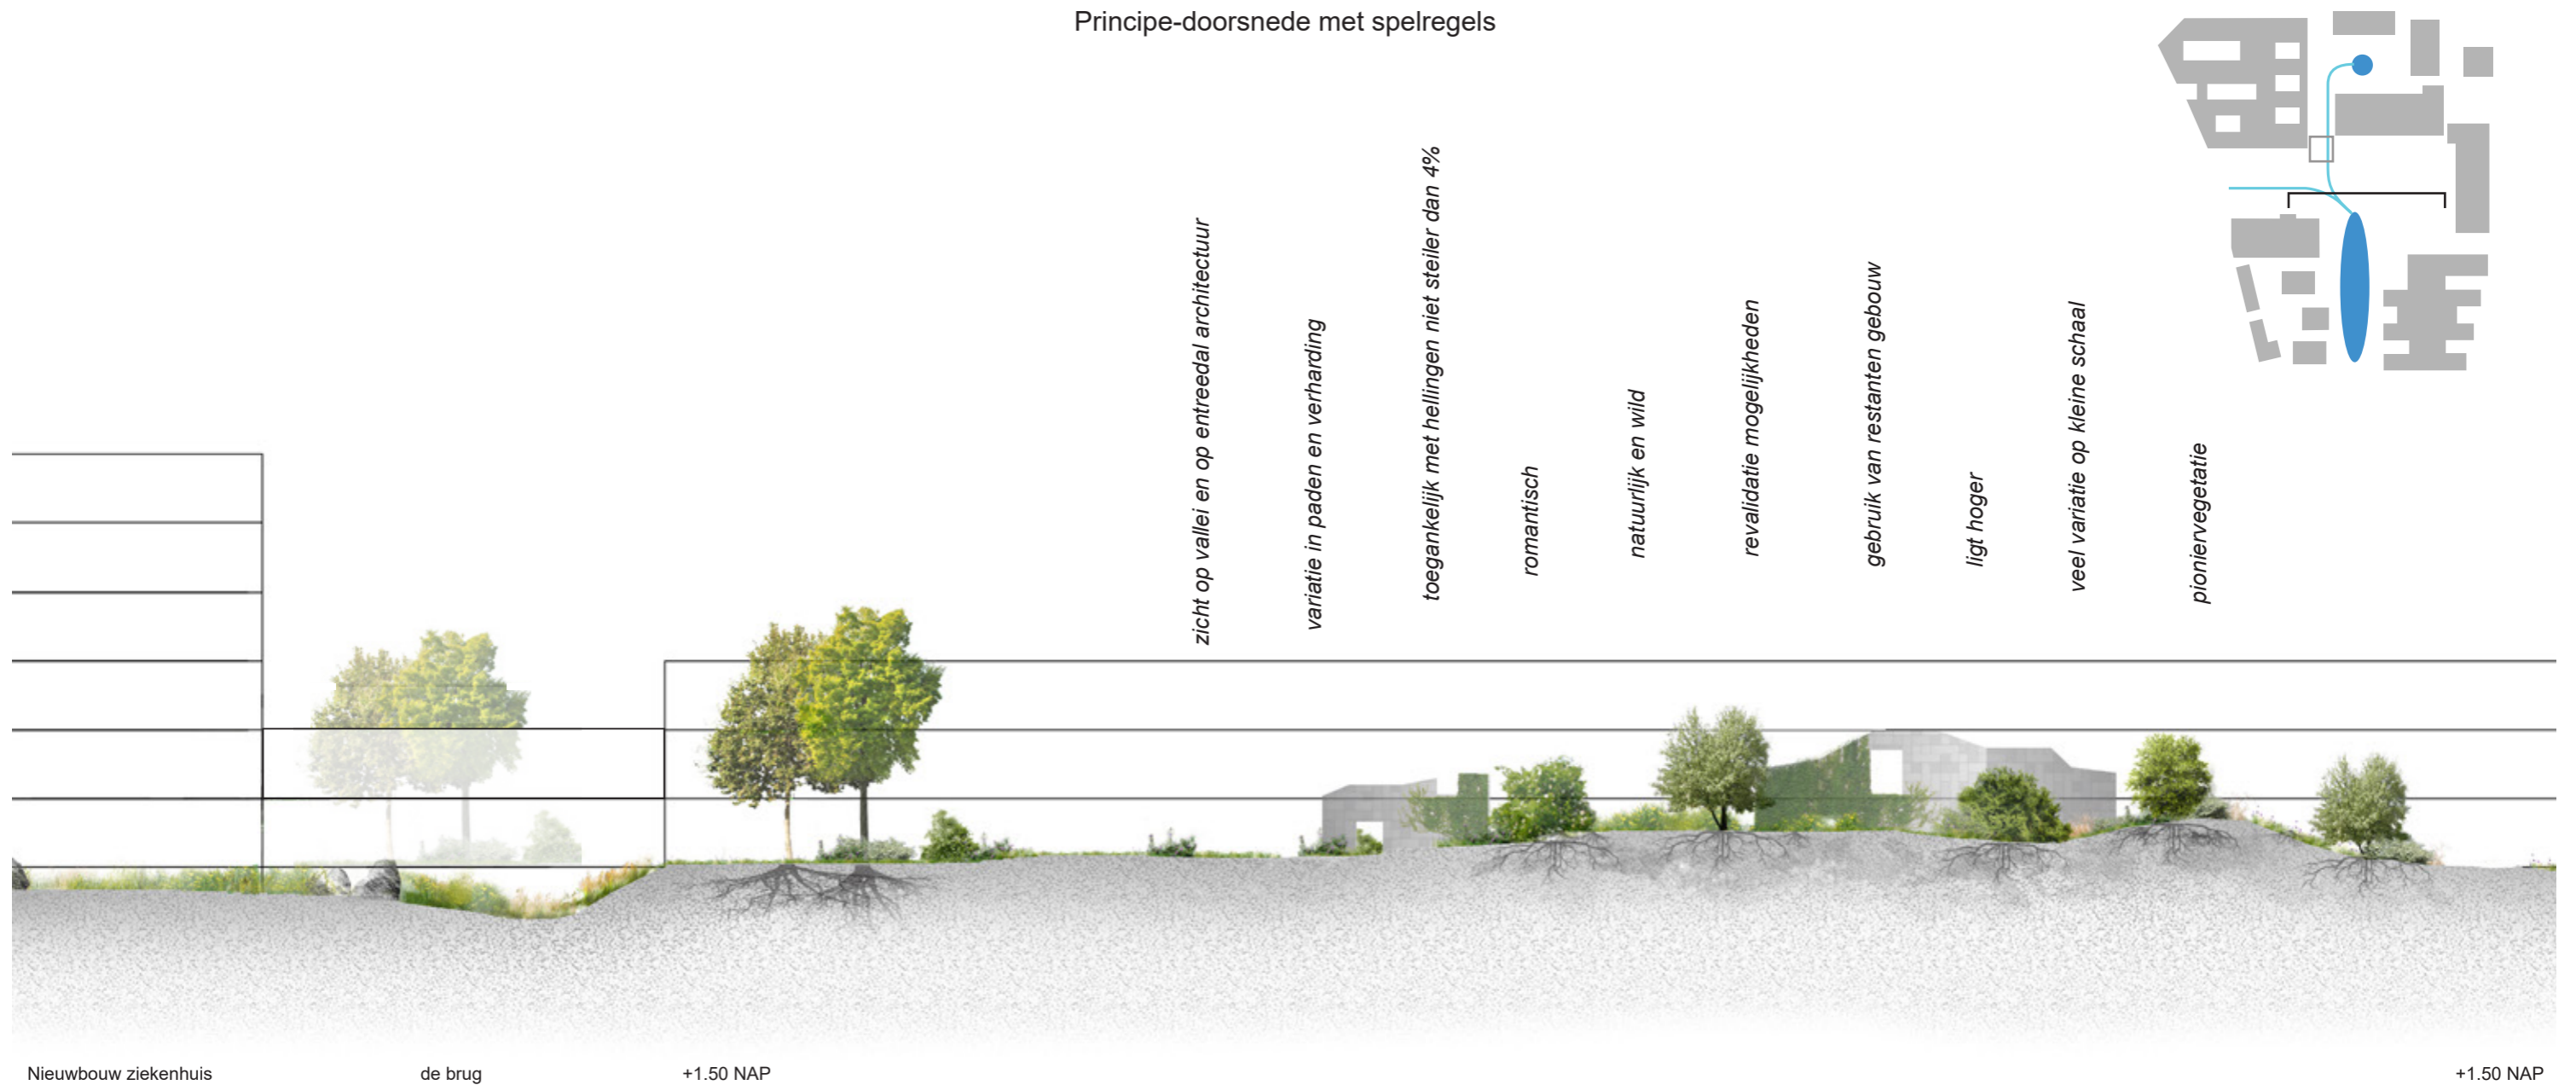 Principe-doorsnede met spelregels
zicht op vallei en op entreedal architectuur
variatie in paden en verharding
toegankelijk met hellingen niet steiler dan 4%
romantisch
natuurlijk en wild
revalidatie mogelijkheden
gebruik van restanten gebouw
ligt hoger
veel variatie op kleine schaal
pioniervegetatie
Nieuwbouw ziekenhuis
de brug
+1.50 NAP
+1.50 NAP